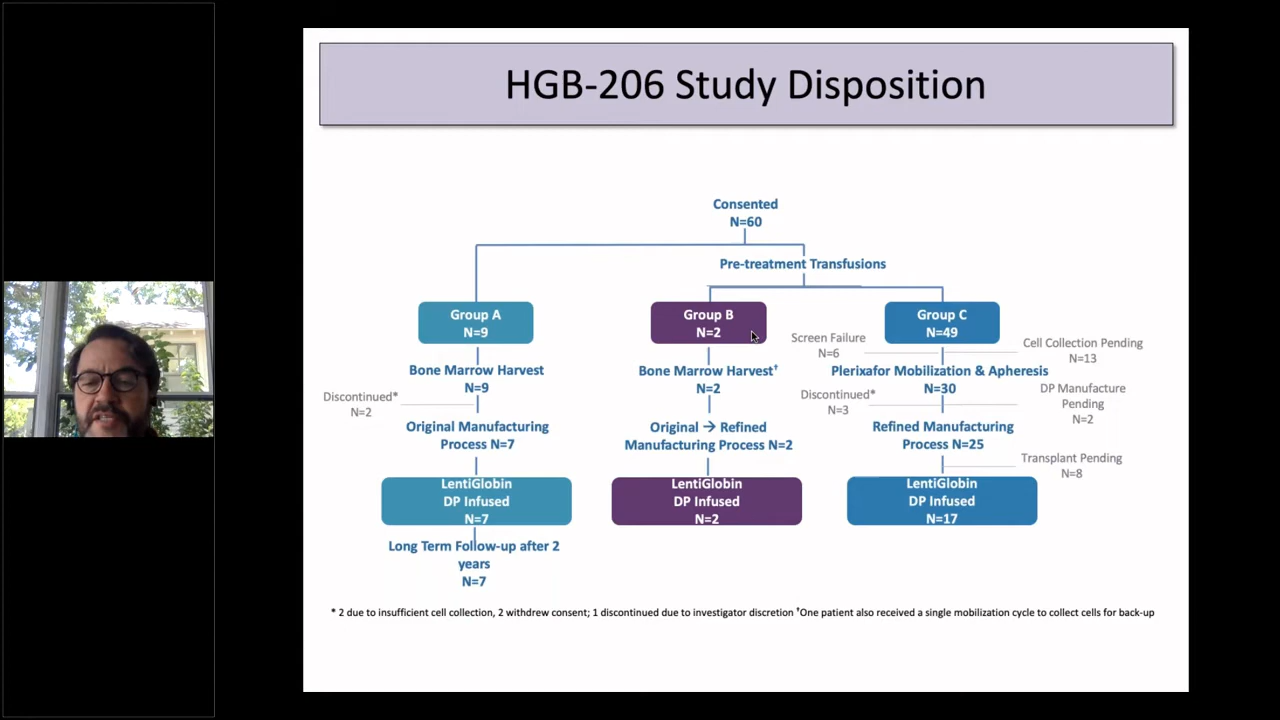 HGB-206 Study Disposition
Consented
N=60
Pre-treatment Transfusions
Group A
N=9
Group B
N=2
Group C
N=49
Screen Failure
N=6
Cell Collection Pending
N=13
Bone Marrow Harvest
N=9
Bone Marrow Harvest†
N=2
Plerixafor Mobilization & Apheresis
N=30
Discontinued*
N=2
Discontinued*
N=3
DP Manufacture
Pending
N=2
Original Manufacturing
Process N=7
Original → Refined
Manufacturing Process N=2
Refined Manufacturing
Process N=25
Transplant Pending
N=8
LentiGlobin
DP Infused
N=7
LentiGlobin
DP Infused
N=2
LentiGlobin
DP Infused
N=17
Long Term Follow-up after 2
years
N=7
* 2 due to insufficient cell collection, 2 withdrew consent; 1 discontinued due to investigator discretion †One patient also received a single mobilization cycle to collect cells for back-up